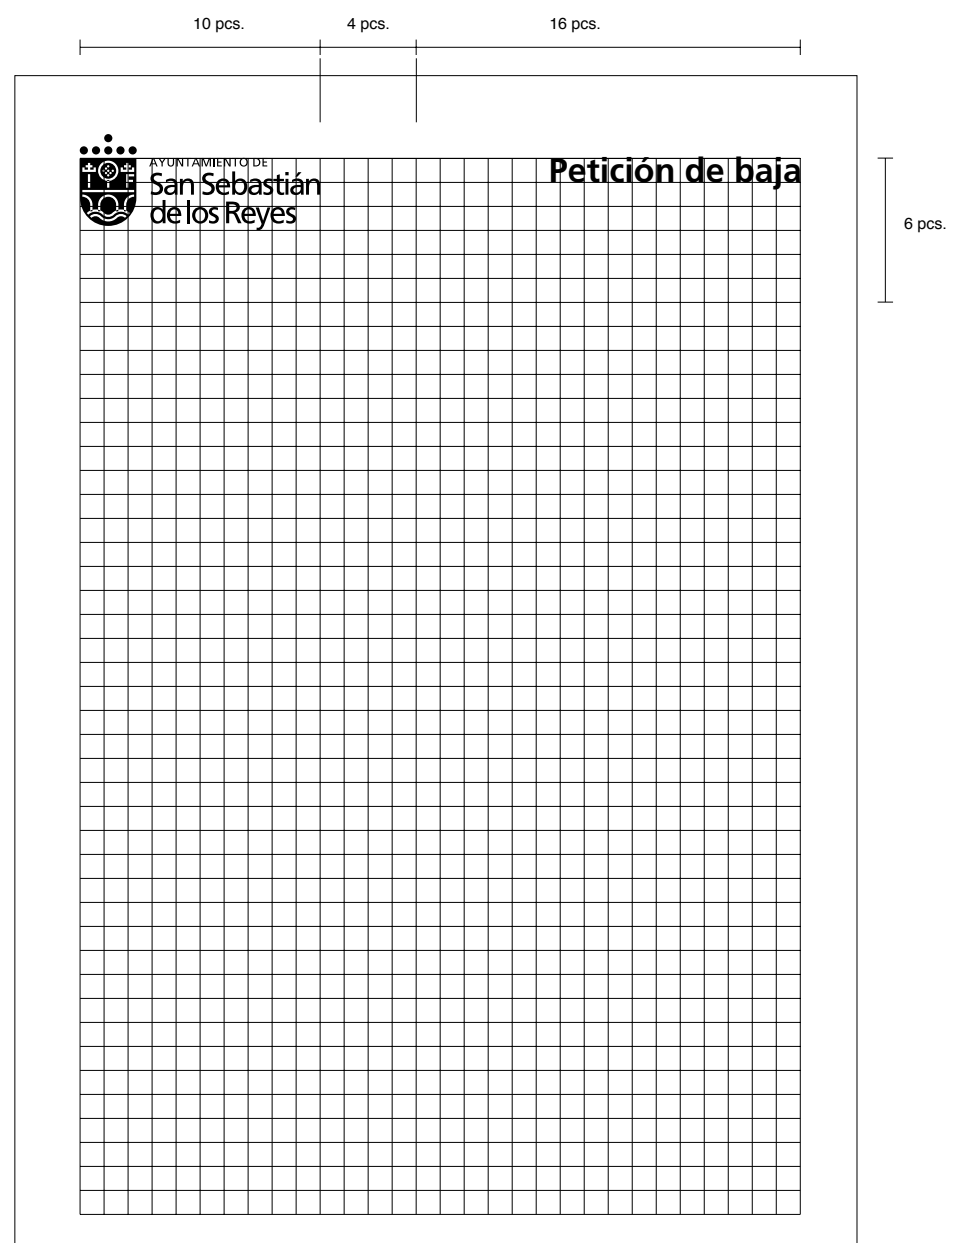 10 pcs. 4 pcs. 16 pcs.
AYUNTAMIENTO DE
San Sebastián
de los Reyes
Petición de baja
6 pcs.